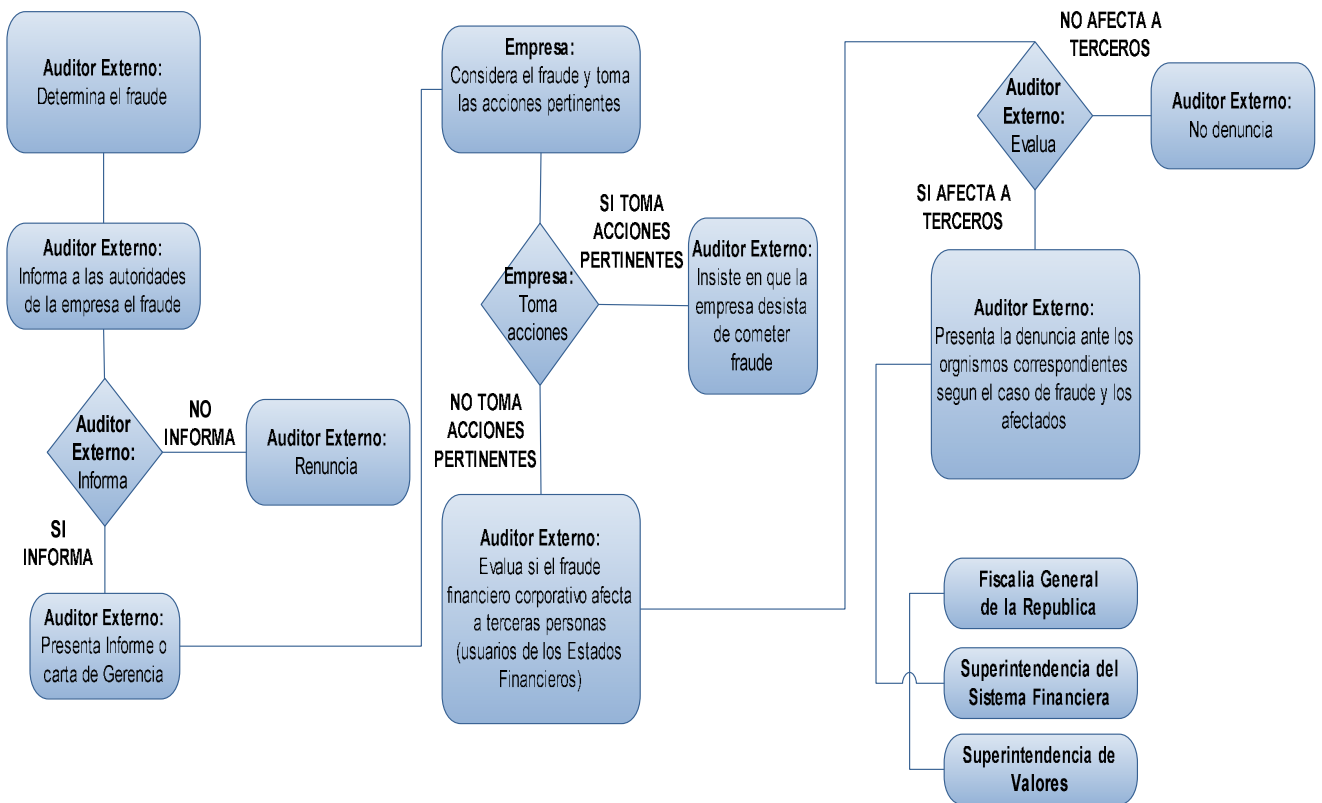 Auditor Externo:
Determina el fraude
Auditor Externo:
Informa a las autoridades
de la empresa el fraude
Auditor
Externo:
Informa
NO
INFORMA
Auditor Externo:
Renuncia
SI
INFORMA
Auditor Externo:
Presenta Informe o
carta de Gerencia
Empresa:
Considera el fraude y toma
las acciones pertinentes
Empresa:
Toma
acciones
SI TOMA
ACCIONES
PERTINENTES
Auditor Externo:
Insiste en que la
empresa desista
de cometer
fraude
NO TOMA
ACCIONES
PERTINENTES
Auditor Externo:
Evalua si el fraude
financiero corporativo afecta
a terceras personas
(usuarios de los Estados
Financieros)
Auditor
Externo:
Evalua
NO AFECTA A
TERCEROS
Auditor Externo:
No denuncia
SI AFECTA A
TERCEROS
Auditor Externo:
Presenta la denuncia ante los
orgnismos correspondientes
segun el caso de fraude y los
afectados
Fiscalia General
de la Republica
Superintendencia del
Sistema Financiera
Superintendencia de
Valores